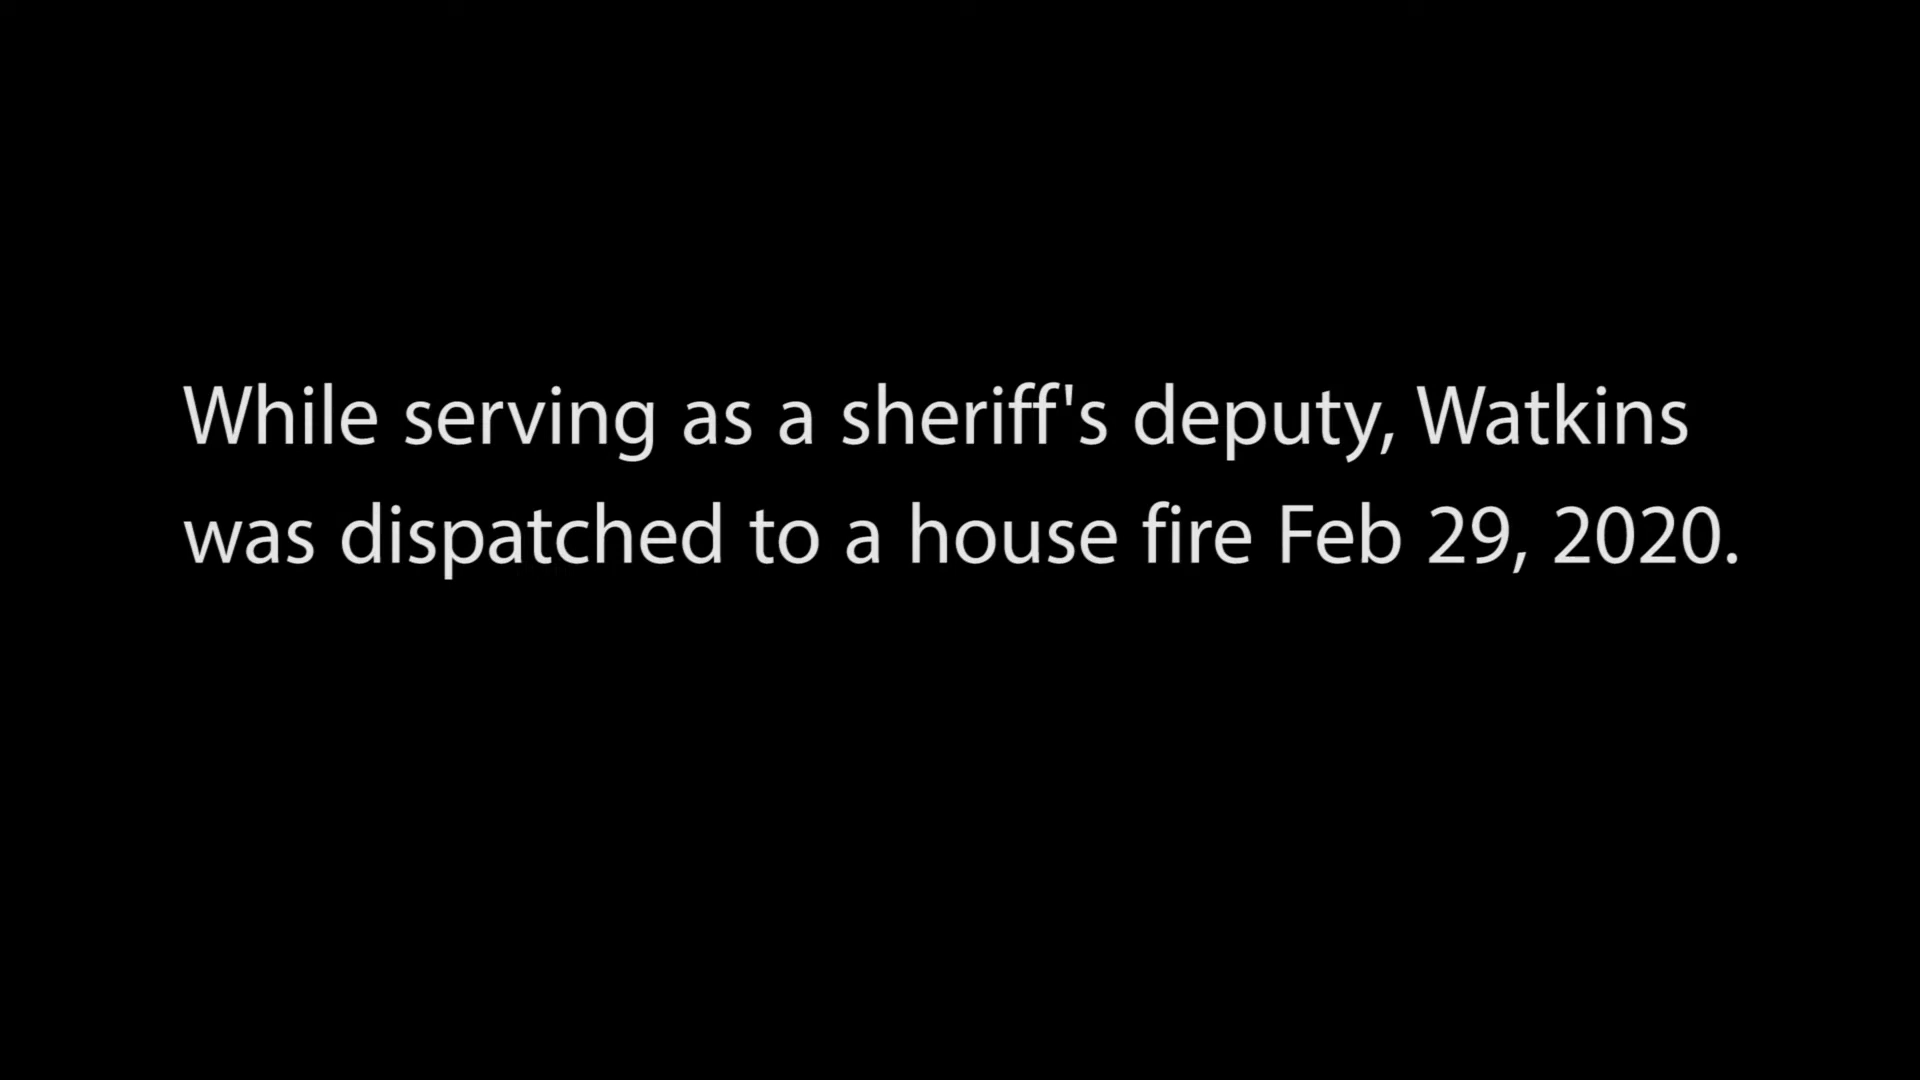 While serving as a sheriff's deputy, Watkins
was dispatched to a house fire Feb 29, 2020.